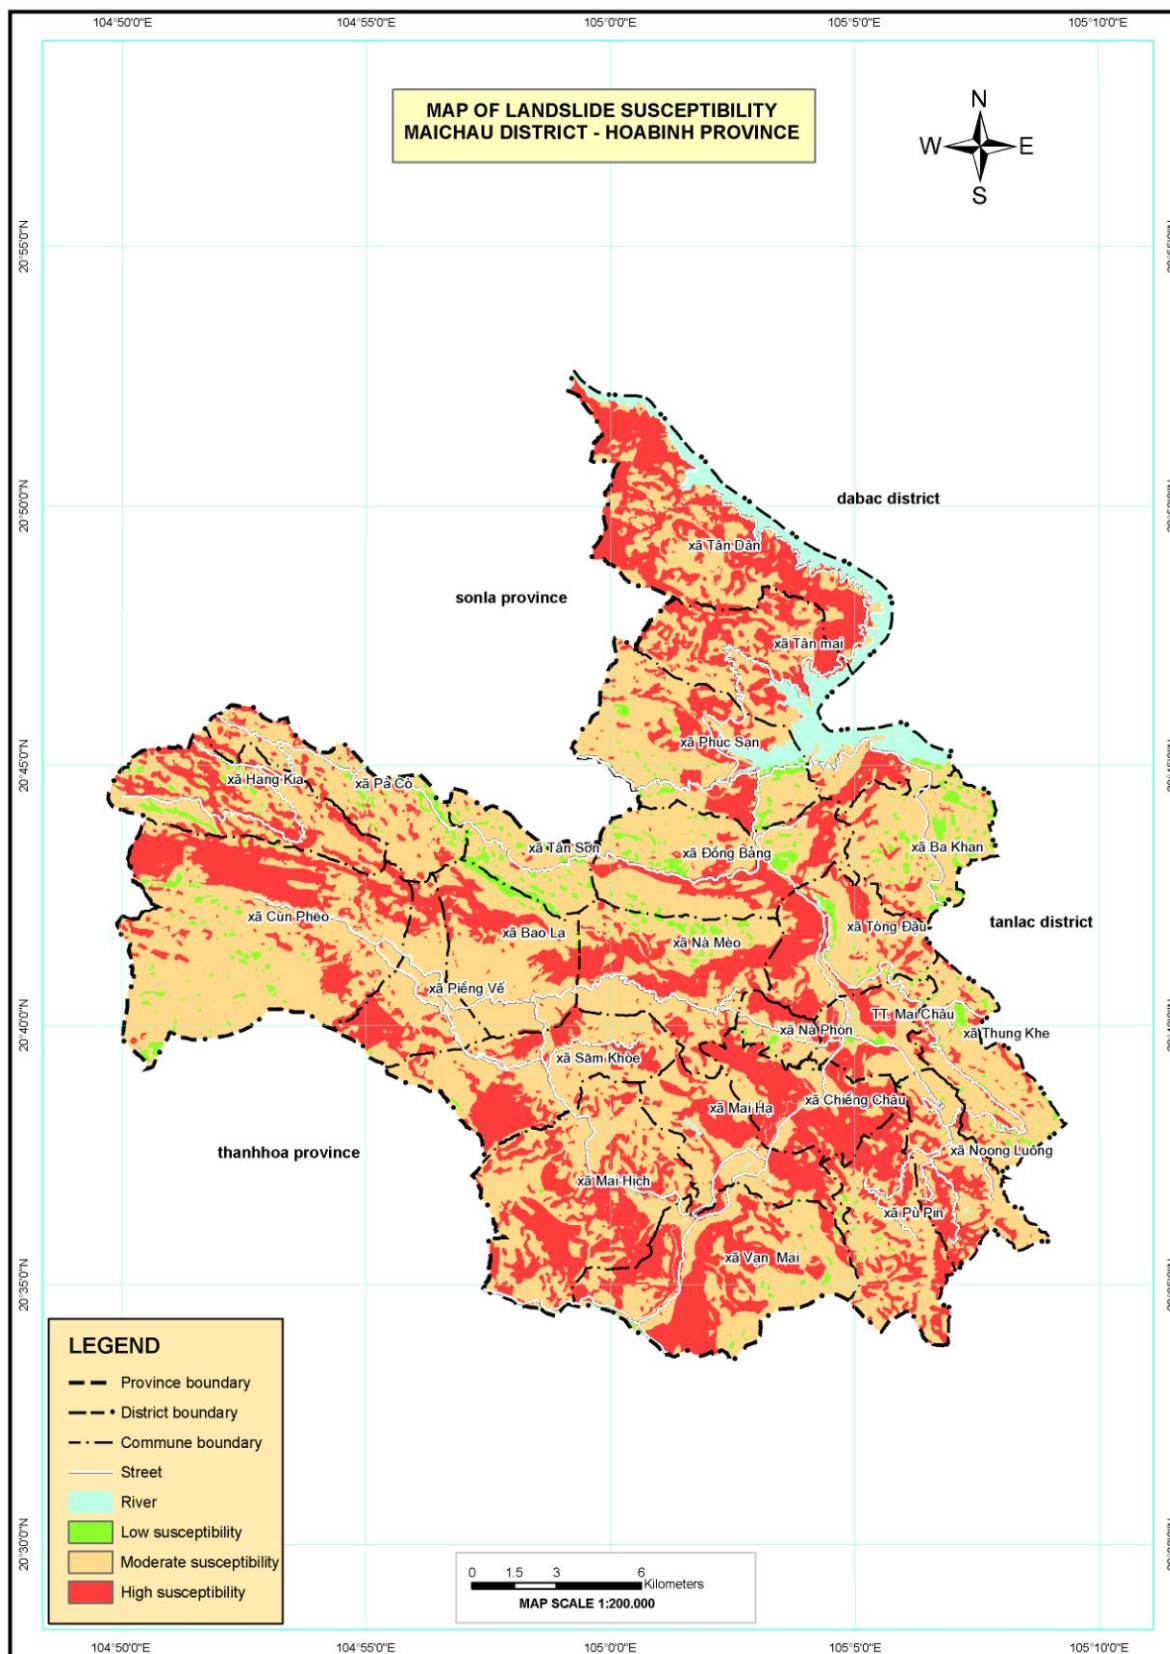 104°50'0"E
104°55'0"E
105°0'0"E
105°5'0"E
105°10'0"E
MAP OF LANDSLIDE SUSCEPTIBILITY
MAICHAU DISTRICT - HOABINH PROVINCE
N
W
E
S
20°55'0"N
20°50'0"N
dabac district
xã Tân Dân
sonla province
xã Tân mai
xã Phúc Sạn
20°45'0"N
xã Hang Kia
xã Pà Cò
xã Tân Sơn
xã Đồng Bảng
xã Ba Khan
xã Cun Pheo
xã Bao La
xã Nà Mèo
xã Tòng Đậu
tanlac district
xã Piềng Vế
20°40'0"N
xã Nà Phòn
TT. Mai Châu
xã Thung Khe
xã Săm Khòe
xã Mai Hạ
xã Chiềng Châu
thanhhoa province
xã Noong Luông
xã Mai Hịch
xã Pù Pin
xã Vạn Mai
20°35'0"N
LEGEND
Province boundary
District boundary
Commune boundary
Street
River
Low susceptibility
Moderate susceptibility
High susceptibility
20°30'0"N
0 1.5 3 6
Kilometers
MAP SCALE 1:200.000
104°50'0"E
104°55'0"E
105°0'0"E
105°5'0"E
105°10'0"E